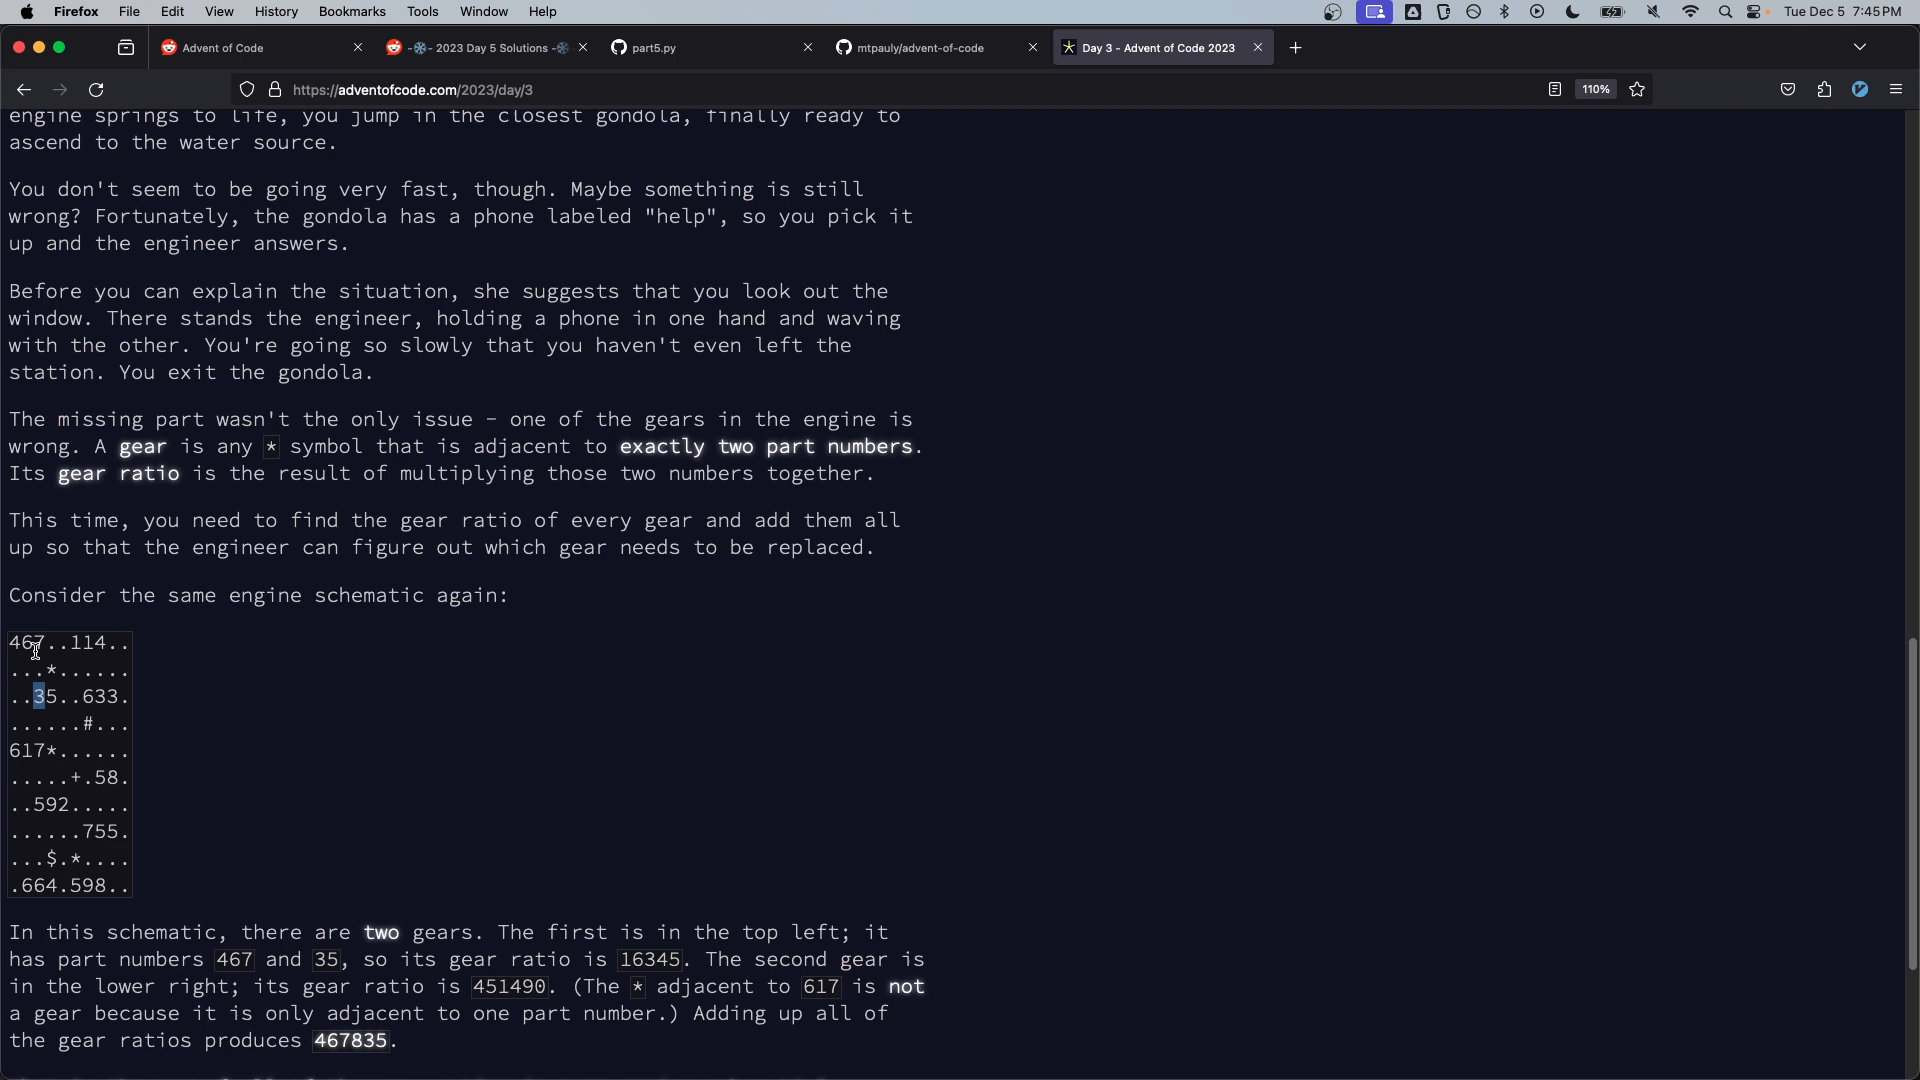 Firefox File Edit View History Bookmarks Tools Window Help Tue Dec 5 7:45 PM
Advent of Code -❄- 2023 Day 5 Solutions -❄ part5.py mtpauly/advent-of-code Day 3 - Advent of Code 2023
https://adventofcode.com/2023/day/3 110%
engine springs to life, you jump in the closest gondola, finally ready to
ascend to the water source.
You don't seem to be going very fast, though. Maybe something is still
wrong? Fortunately, the gondola has a phone labeled "help", so you pick it
up and the engineer answers.
Before you can explain the situation, she suggests that you look out the
window. There stands the engineer, holding a phone in one hand and waving
with the other. You're going so slowly that you haven't even left the
station. You exit the gondola.
The missing part wasn't the only issue - one of the gears in the engine is
wrong. A gear is any * symbol that is adjacent to exactly two part numbers.
Its gear ratio is the result of multiplying those two numbers together.
This time, you need to find the gear ratio of every gear and add them all
up so that the engineer can figure out which gear needs to be replaced.
Consider the same engine schematic again:
467..114..
...*......
..35..633.
......#...
617*......
.....+.58.
..592.....
......755.
...$.*....
.664.598..
In this schematic, there are two gears. The first is in the top left; it
has part numbers 467 and 35, so its gear ratio is 16345. The second gear is
in the lower right; its gear ratio is 451490. (The * adjacent to 617 is not
a gear because it is only adjacent to one part number.) Adding up all of
the gear ratios produces 467835.